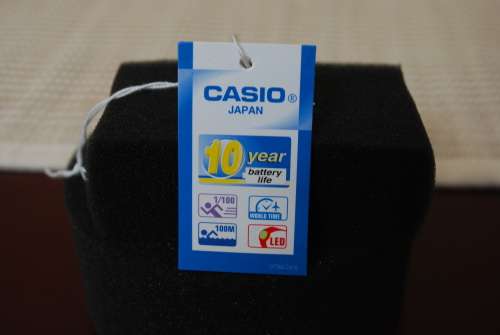 CASIO®
JAPAN
10 year
battery
life
1/100
WORLD TIME
100M
LED